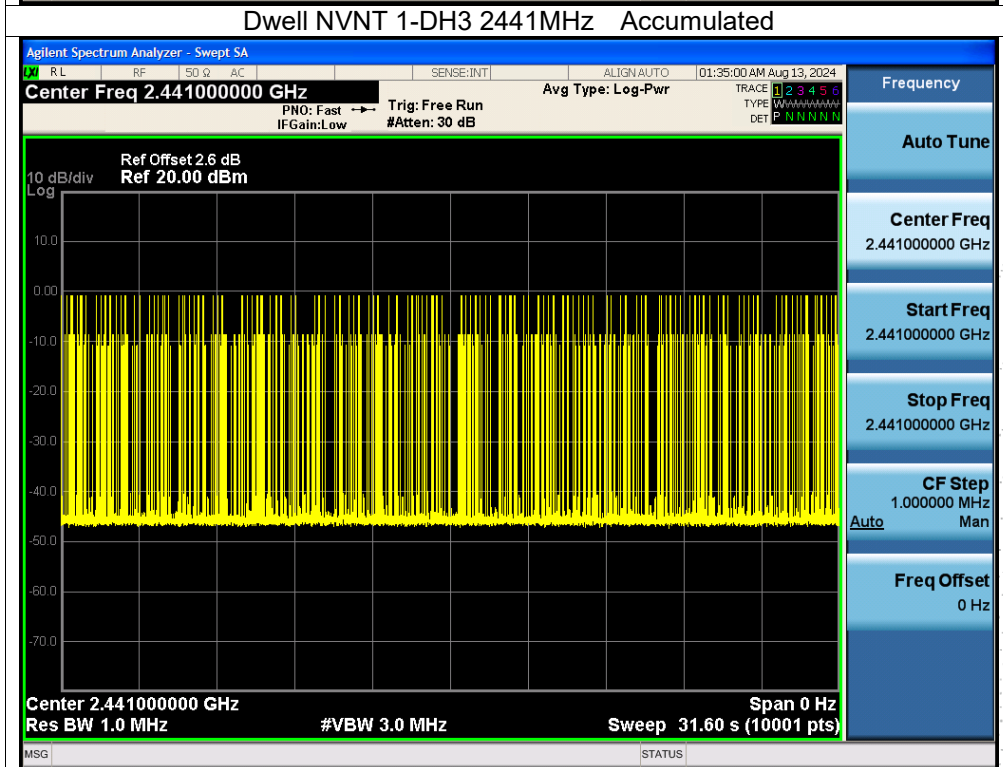 Dwell NVNT 1-DH3 2441MHz Accumulated
Agilent Spectrum Analyzer - Swept SA
LXI RL RF 50 Ω AC SENSE:INT ALIGN AUTO 01:35:00 AM Aug 13, 2024
Center Freq 2.441000000 GHz
PNO: Fast
IFGain:Low
Trig: Free Run
#Atten: 30 dB
Avg Type: Log-Pwr
TRACE 1 2 3 4 5 6
TYPE WWWWWW
DET P N N N N N
Ref Offset 2.6 dB
10 dB/div Ref 20.00 dBm
Log
10.0
0.00
-10.0
-20.0
-30.0
-40.0
-50.0
-60.0
-70.0
Center 2.441000000 GHz Span 0 Hz
Res BW 1.0 MHz #VBW 3.0 MHz Sweep 31.60 s (10001 pts)
MSG STATUS
Frequency
Auto Tune
Center Freq
2.441000000 GHz
Start Freq
2.441000000 GHz
Stop Freq
2.441000000 GHz
CF Step
1.000000 MHz
Auto Man
Freq Offset
0 Hz